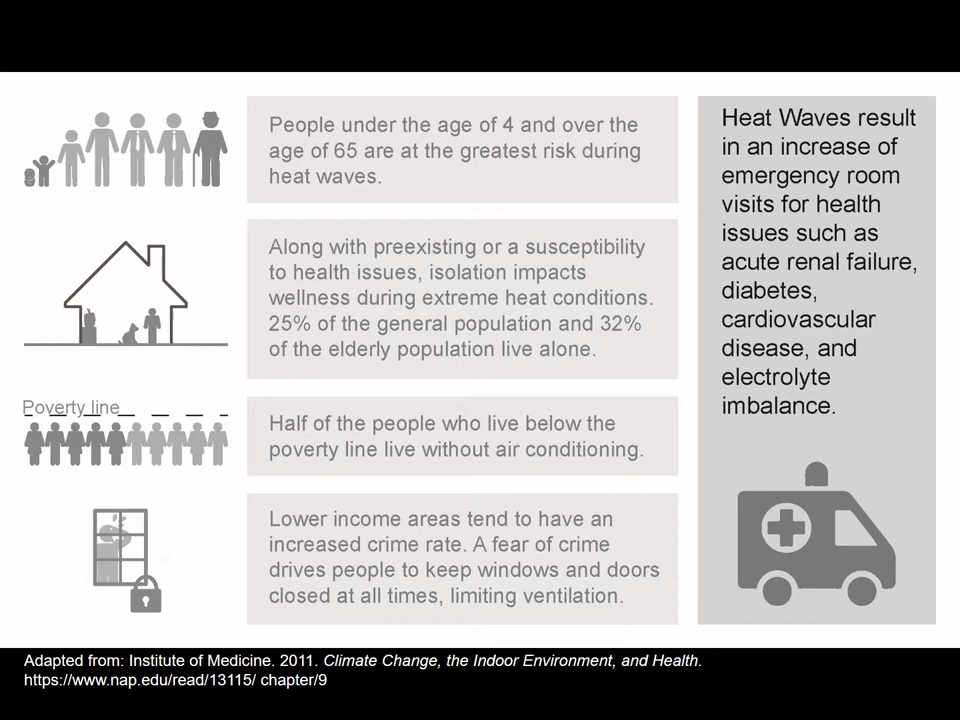 People under the age of 4 and over the
age of 65 are at the greatest risk during
heat waves.
Along with preexisting or a susceptibility
to health issues, isolation impacts
wellness during extreme heat conditions.
25% of the general population and 32%
of the elderly population live alone.
Poverty line
Half of the people who live below the
poverty line live without air conditioning.
Lower income areas tend to have an
increased crime rate. A fear of crime
drives people to keep windows and doors
closed at all times, limiting ventilation.
Heat Waves result
in an increase of
emergency room
visits for health
issues such as
acute renal failure,
diabetes,
cardiovascular
disease, and
electrolyte
imbalance.
Adapted from: Institute of Medicine. 2011. Climate Change, the Indoor Environment, and Health.
https://www.nap.edu/read/13115/ chapter/9